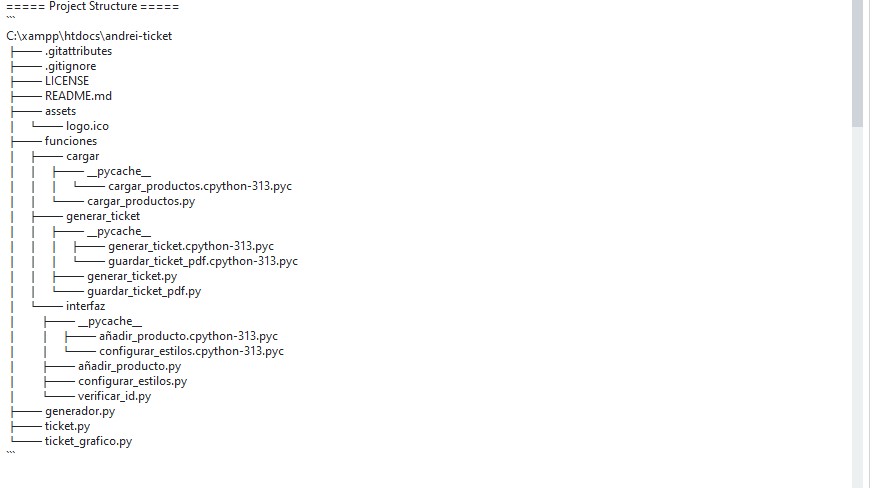 ===== Project Structure =====
```
C:\xampp\htdocs\andrei-ticket
├── .gitattributes
├── .gitignore
├── LICENSE
├── README.md
├── assets
│   └── logo.ico
├── funciones
│   ├── cargar
│   │   ├── __pycache__
│   │   │   └── cargar_productos.cpython-313.pyc
│   │   └── cargar_productos.py
│   ├── generar_ticket
│   │   ├── __pycache__
│   │   │   ├── generar_ticket.cpython-313.pyc
│   │   │   └── guardar_ticket_pdf.cpython-313.pyc
│   │   ├── generar_ticket.py
│   │   └── guardar_ticket_pdf.py
│   └── interfaz
│       ├── __pycache__
│       │   ├── añadir_producto.cpython-313.pyc
│       │   └── configurar_estilos.cpython-313.pyc
│       ├── añadir_producto.py
│       ├── configurar_estilos.py
│       └── verificar_id.py
├── generador.py
├── ticket.py
└── ticket_grafico.py
```